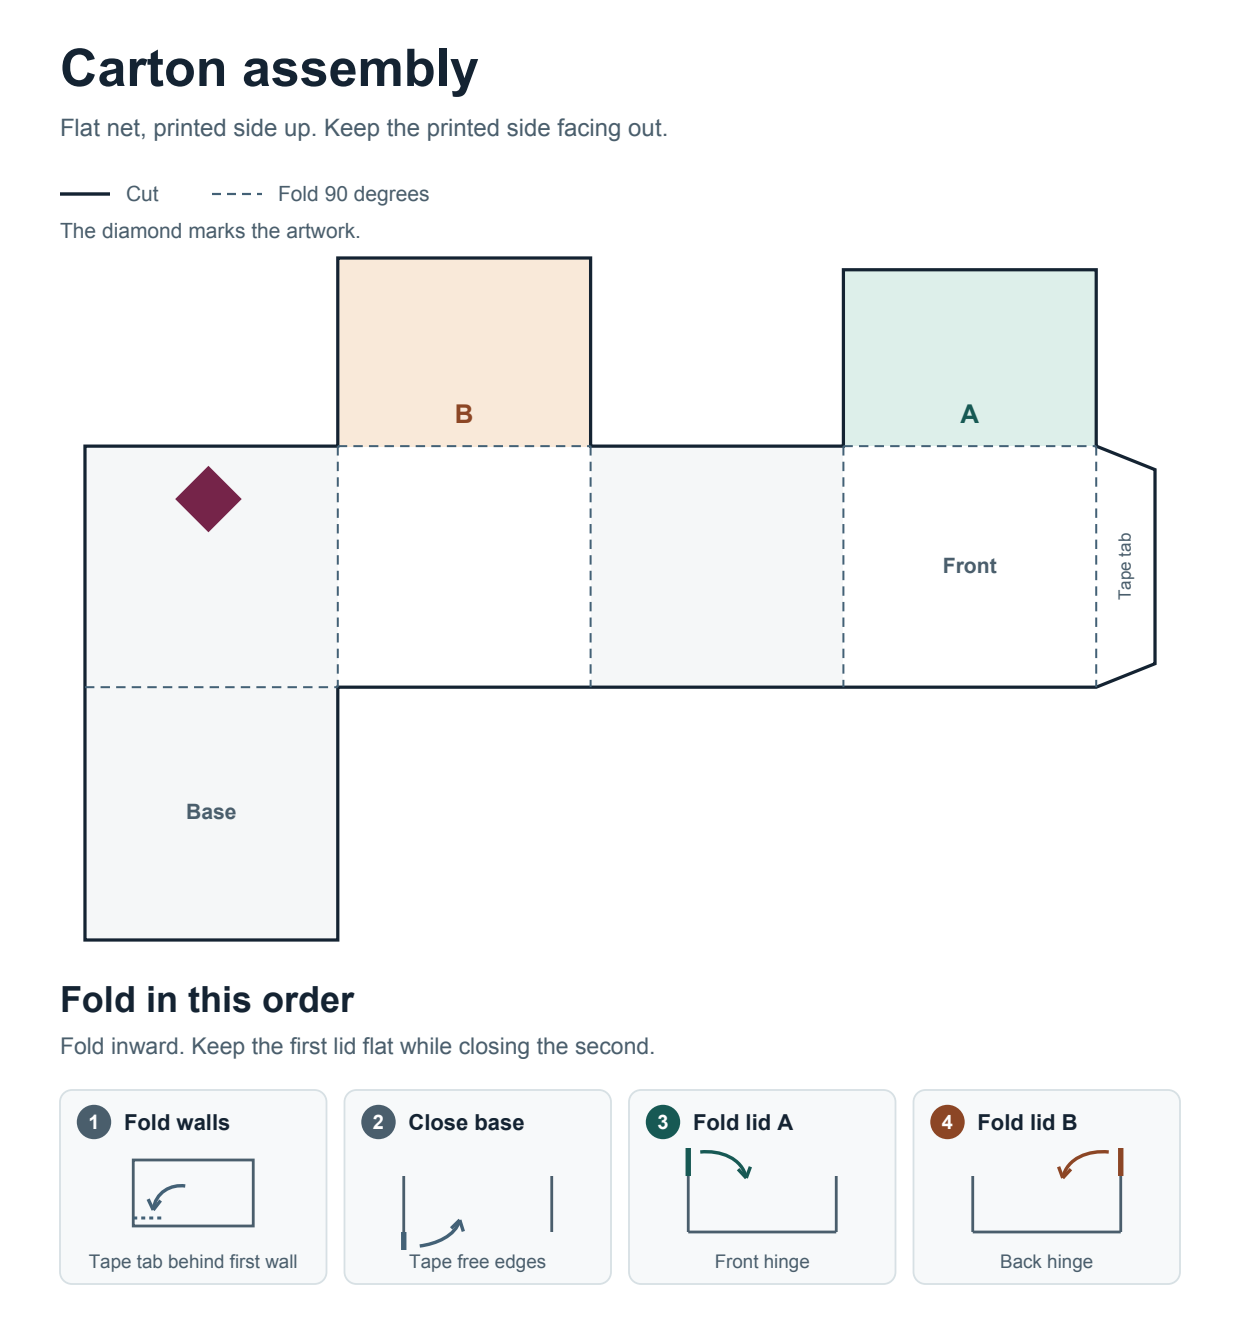 Carton assembly
Flat net, printed side up. Keep the printed side facing out.
Cut
Fold 90 degrees
The diamond marks the artwork.
B
A
Front
Tape tab
Base
Fold in this order
Fold inward. Keep the first lid flat while closing the second.
1 Fold walls
Tape tab behind first wall
2 Close base
Tape free edges
3 Fold lid A
Front hinge
4 Fold lid B
Back hinge